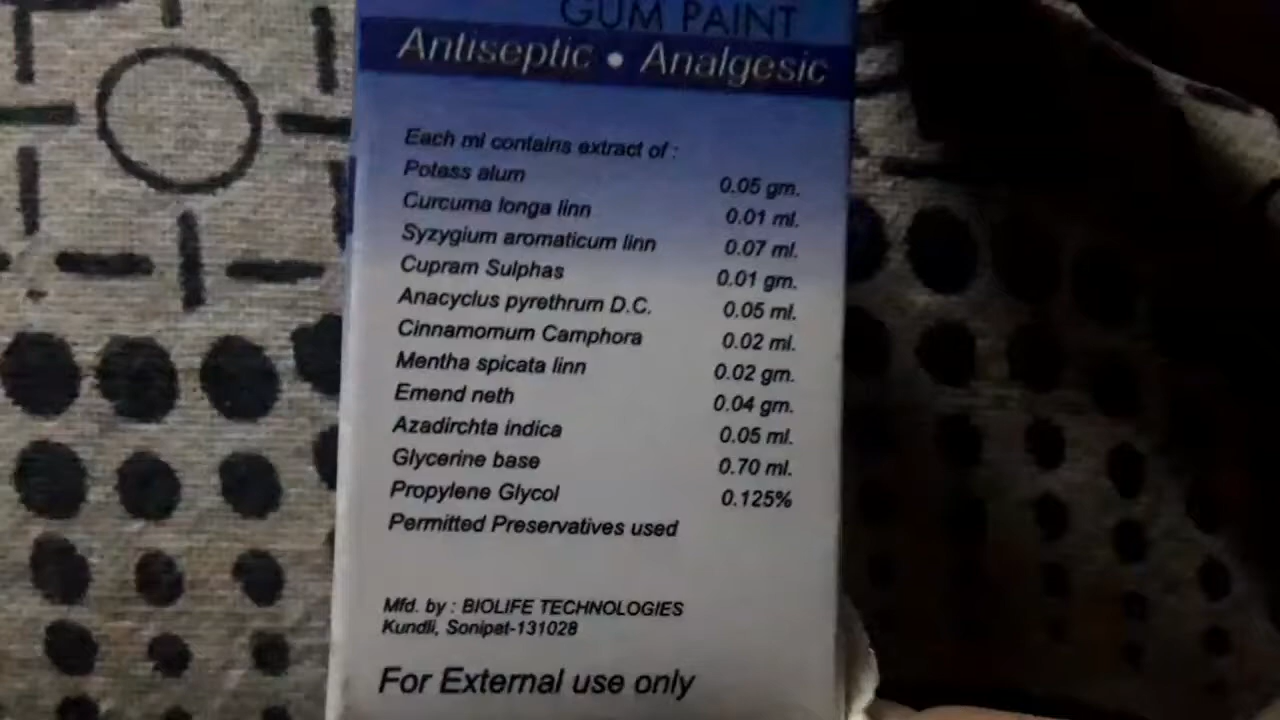 GUM PAINT
Antiseptic • Analgesic
Each ml contains extract of :
Potass alum 0.05 gm.
Curcuma longa linn 0.01 ml.
Syzygium aromaticum linn 0.07 ml.
Cupram Sulphas 0.01 gm.
Anacyclus pyrethrum D.C. 0.05 ml.
Cinnamomum Camphora 0.02 ml.
Mentha spicata linn 0.02 gm.
Emend neth 0.04 gm.
Azadirchta indica 0.05 ml.
Glycerine base 0.70 ml.
Propylene Glycol 0.125%
Permitted Preservatives used
Mfd. by : BIOLIFE TECHNOLOGIES
Kundli, Sonipat-131028
For External use only